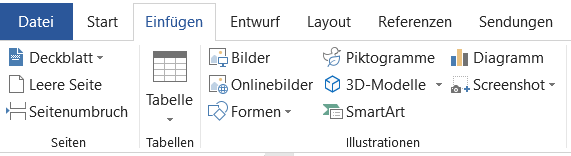 Datei Start Einfügen Entwurf Layout Referenzen Sendungen
Deckblatt
Leere Seite
Seitenumbruch
Seiten
Tabelle
Tabellen
Bilder
Onlinebilder
Formen
Piktogramme
3D-Modelle
SmartArt
Diagramm
Screenshot
Illustrationen